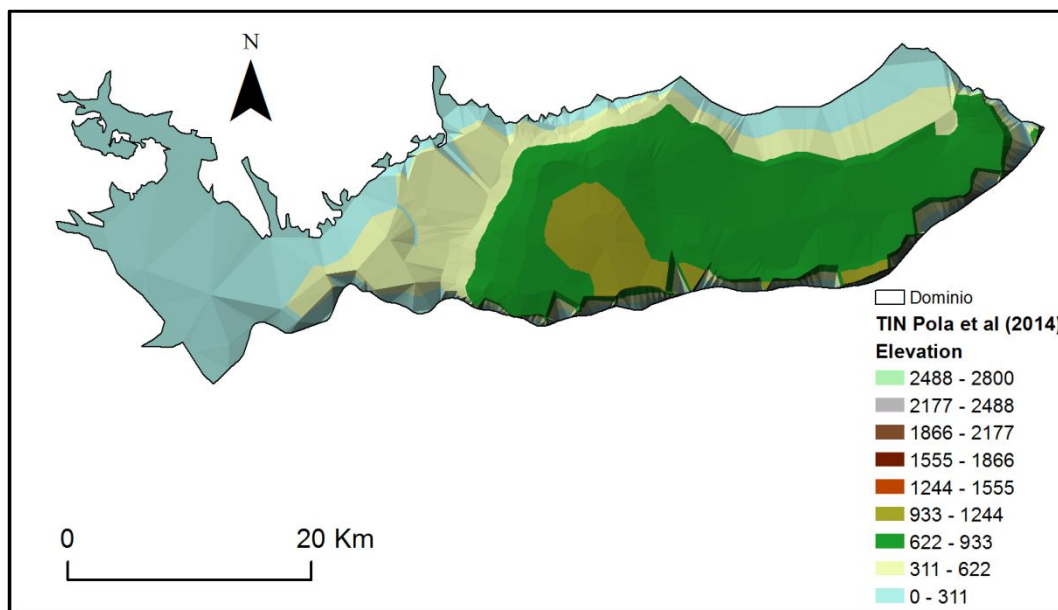 N
Dominio
TIN Pola et al (2014)
Elevation
2488 - 2800
2177 - 2488
1866 - 2177
1555 - 1866
1244 - 1555
933 - 1244
622 - 933
311 - 622
0 - 311
0 20 Km